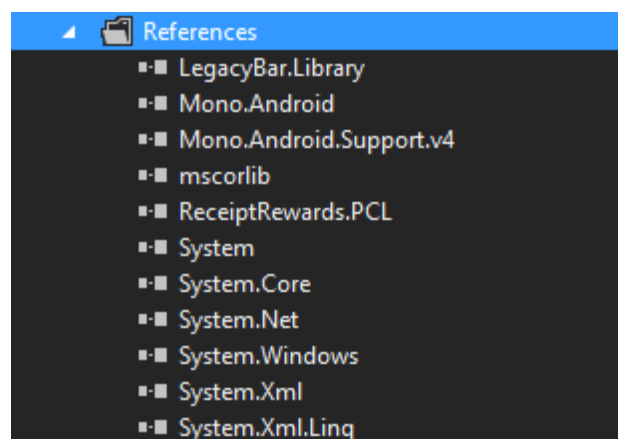 References
LegacyBar.Library
Mono.Android
Mono.Android.Support.v4
mscorlib
ReceiptRewards.PCL
System
System.Core
System.Net
System.Windows
System.Xml
System.Xml.Linq